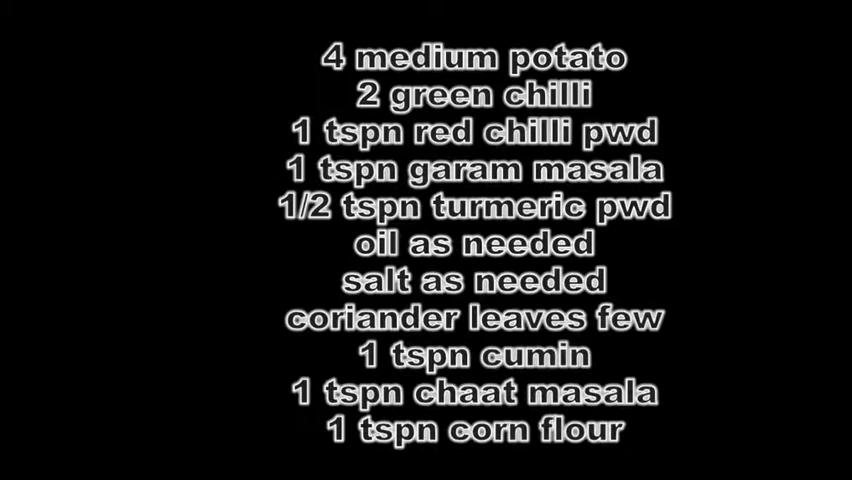 4 medium potato
2 green chilli
1 tspn red chilli pwd
1 tspn garam masala
1/2 tspn turmeric pwd
oil as needed
salt as needed
coriander leaves few
1 tspn cumin
1 tspn chaat masala
1 tspn corn flour